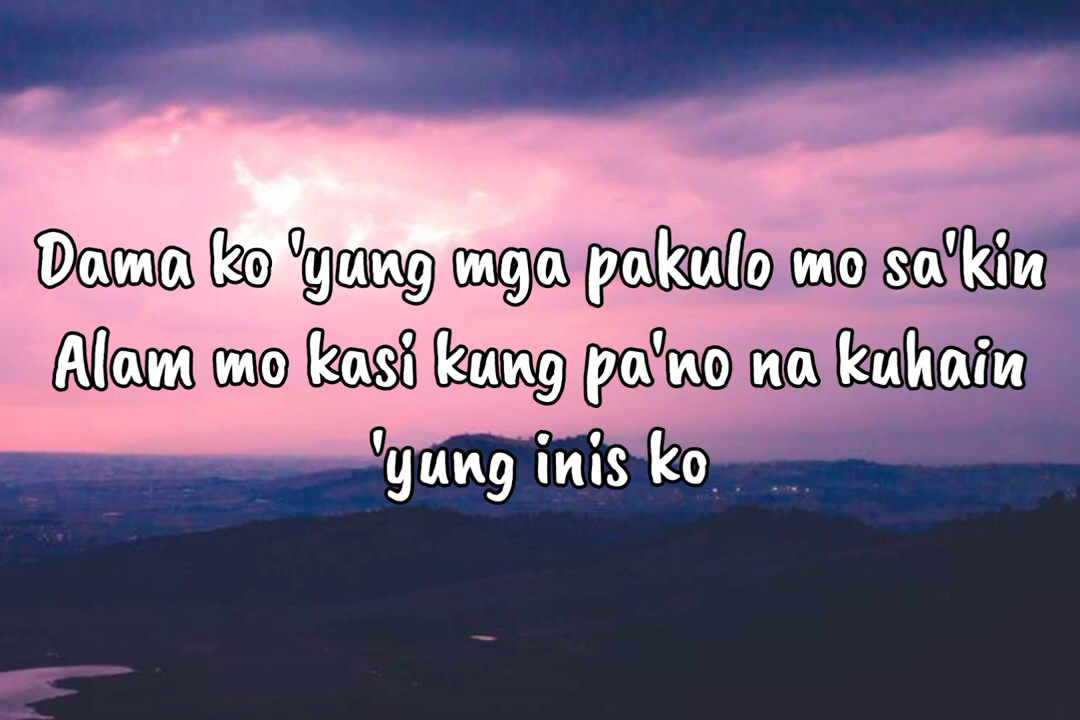 Dama ko 'yung mga pakulo mo sa'kin
Alam mo kasi kung pa'no na kuhain
'yung inis ko